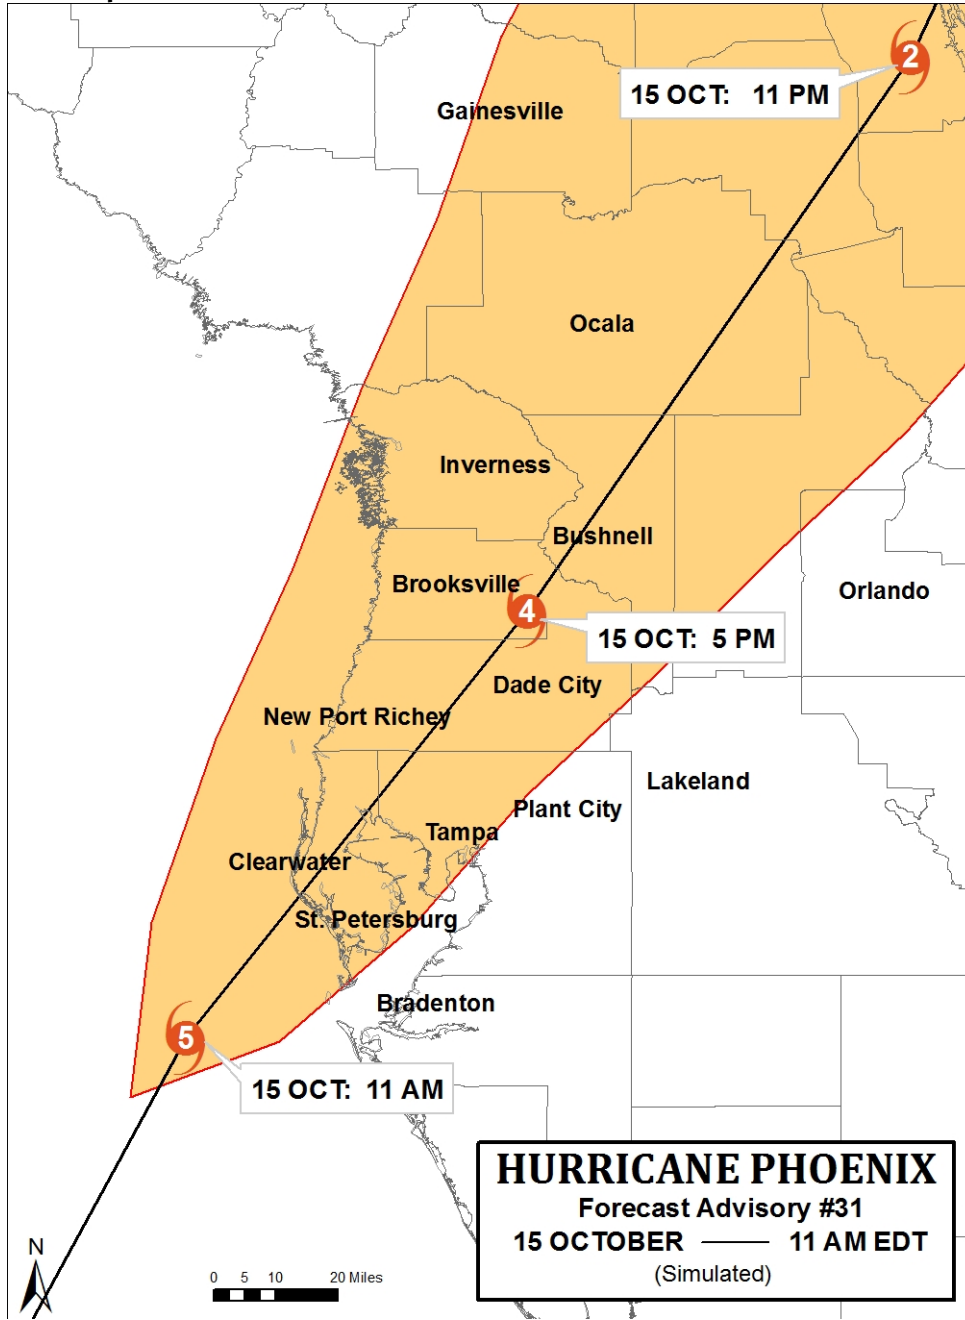 2
15 OCT: 11 PM
Gainesville
Ocala
Inverness
Bushnell
Brooksville
Orlando
4
15 OCT: 5 PM
Dade City
New Port Richey
Lakeland
Plant City
Tampa
Clearwater
St. Petersburg
Bradenton
5
15 OCT: 11 AM
HURRICANE PHOENIX
Forecast Advisory #31
15 OCTOBER —— 11 AM EDT
(Simulated)
N
0 5 10 20 Miles